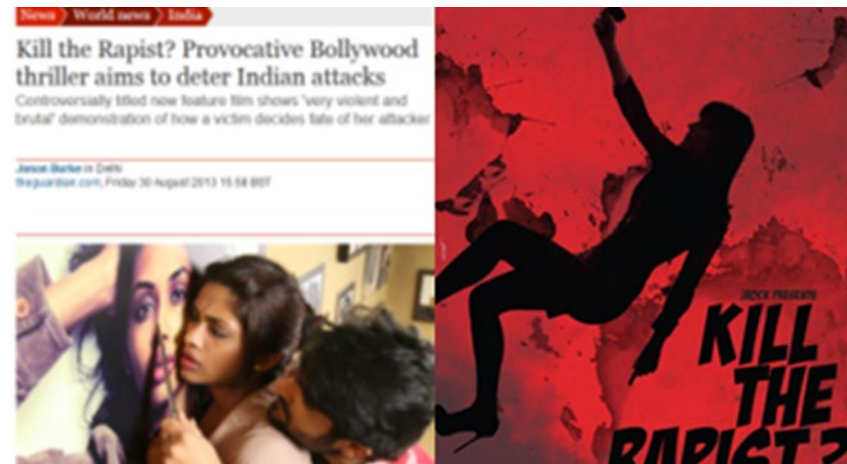 News World news India
Kill the Rapist? Provocative Bollywood
thriller aims to deter Indian attacks
Controversially titled new feature film shows 'very violent and
brutal' demonstration of how a victim decides fate of her attacker
Jason Burke in Delhi
theguardian.com, Friday 30 August 2013 15.58 BST
PRESENTS
KILL
THE
RAPIST?